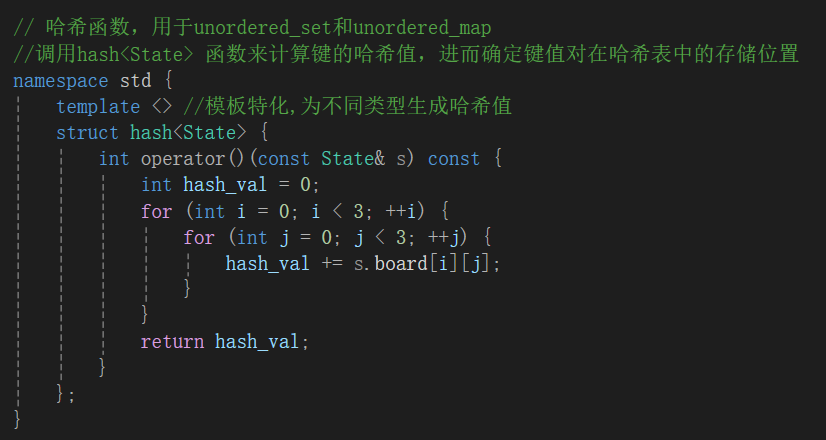 // 哈希函数，用于unordered_set和unordered_map
//调用hash<State> 函数来计算键的哈希值，进而确定键值对在哈希表中的存储位置
namespace std {
    template <> //模板特化,为不同类型生成哈希值
    struct hash<State> {
        int operator()(const State& s) const {
            int hash_val = 0;
            for (int i = 0; i < 3; ++i) {
                for (int j = 0; j < 3; ++j) {
                    hash_val += s.board[i][j];
                }
            }
            return hash_val;
        }
    };
}